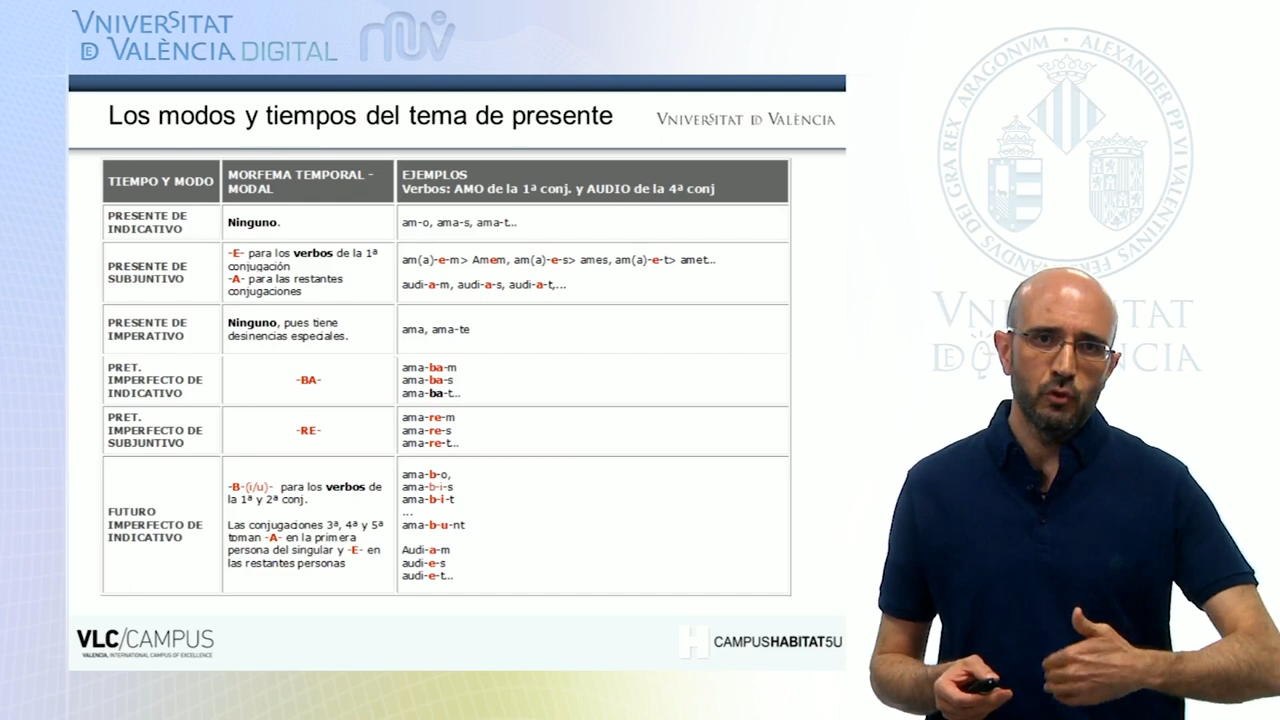 VNIVERSITAT
DE VALÈNCIA DIGITAL
nuv
Los modos y tiempos del tema de presente
VNIVERSITAT DE VALÈNCIA
TIEMPO Y MODO
MORFEMA TEMPORAL -
MODAL
EJEMPLOS
Verbos: AMO de la 1ª conj. y AUDIO de la 4ª conj
PRESENTE DE
INDICATIVO
Ninguno.
am-o, ama-s, ama-t...
PRESENTE DE
SUBJUNTIVO
-E- para los verbos de la 1ª
conjugación
-A- para las restantes
conjugaciones
am(a)-e-m> Amem, am(a)-e-s> ames, am(a)-e-t> amet...
audi-a-m, audi-a-s, audi-a-t,...
PRESENTE DE
IMPERATIVO
Ninguno, pues tiene
desinencias especiales.
ama, ama-te
PRET.
IMPERFECTO DE
INDICATIVO
-BA-
ama-ba-m
ama-ba-s
ama-ba-t...
PRET.
IMPERFECTO DE
SUBJUNTIVO
-RE-
ama-re-m
ama-re-s
ama-re-t...
FUTURO
IMPERFECTO DE
INDICATIVO
-B-(i/u)- para los verbos de
la 1ª y 2ª conj.
Las conjugaciones 3ª, 4ª y 5ª
toman -A- en la primera
persona del singular y -E- en
las restantes personas
ama-b-o,
ama-b-i-s
ama-b-i-t
...
ama-b-u-nt
Audi-a-m
audi-e-s
audi-e-t...
VLC/CAMPUS
VALENCIA, INTERNATIONAL CAMPUS OF EXCELLENCE
H CAMPUSHABITAT5U